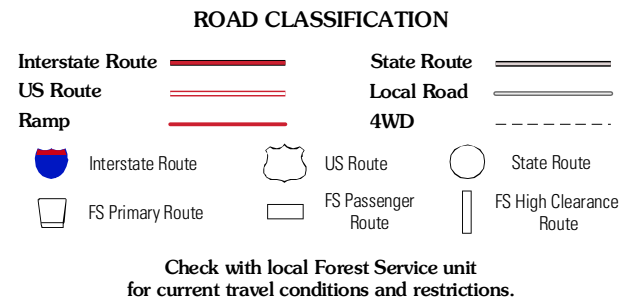 ROAD CLASSIFICATION
Interstate Route
State Route
US Route
Local Road
Ramp
4WD
Interstate Route
US Route
State Route
FS Primary Route
FS Passenger
Route
FS High Clearance
Route
Check with local Forest Service unit
for current travel conditions and restrictions.